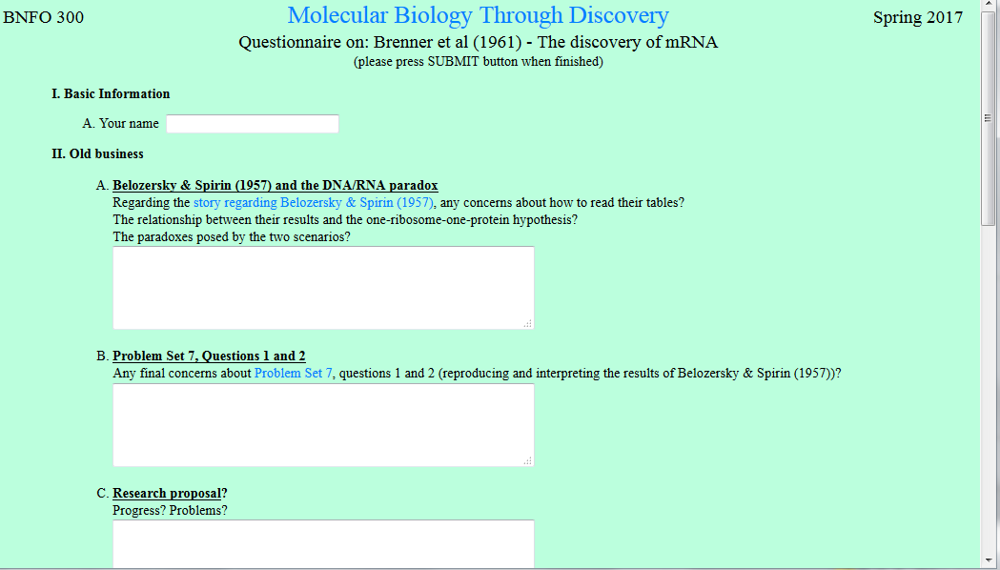 BNFO 300
Molecular Biology Through Discovery
Spring 2017
Questionnaire on: Brenner et al (1961) - The discovery of mRNA
(please press SUBMIT button when finished)
I. Basic Information
A. Your name
II. Old business
A. Belozersky & Spirin (1957) and the DNA/RNA paradox
Regarding the story regarding Belozersky & Spirin (1957), any concerns about how to read their tables?
The relationship between their results and the one-ribosome-one-protein hypothesis?
The paradoxes posed by the two scenarios?
B. Problem Set 7, Questions 1 and 2
Any final concerns about Problem Set 7, questions 1 and 2 (reproducing and interpreting the results of Belozersky & Spirin (1957))?
C. Research proposal?
Progress? Problems?